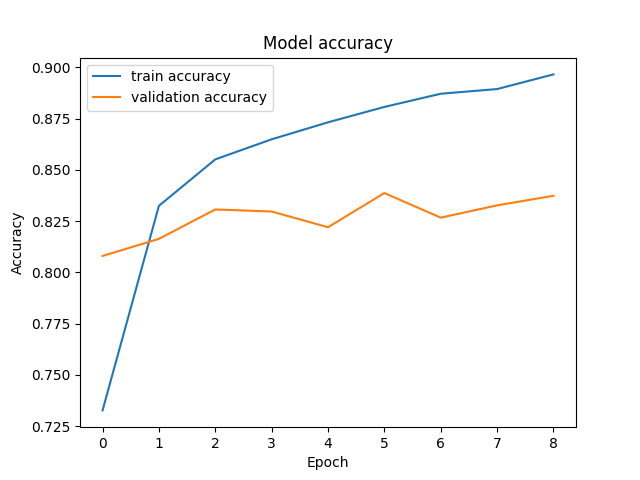 Model accuracy
train accuracy
validation accuracy
0.900
0.875
0.850
0.825
0.800
0.775
0.750
0.725
Accuracy
0 1 2 3 4 5 6 7 8
Epoch